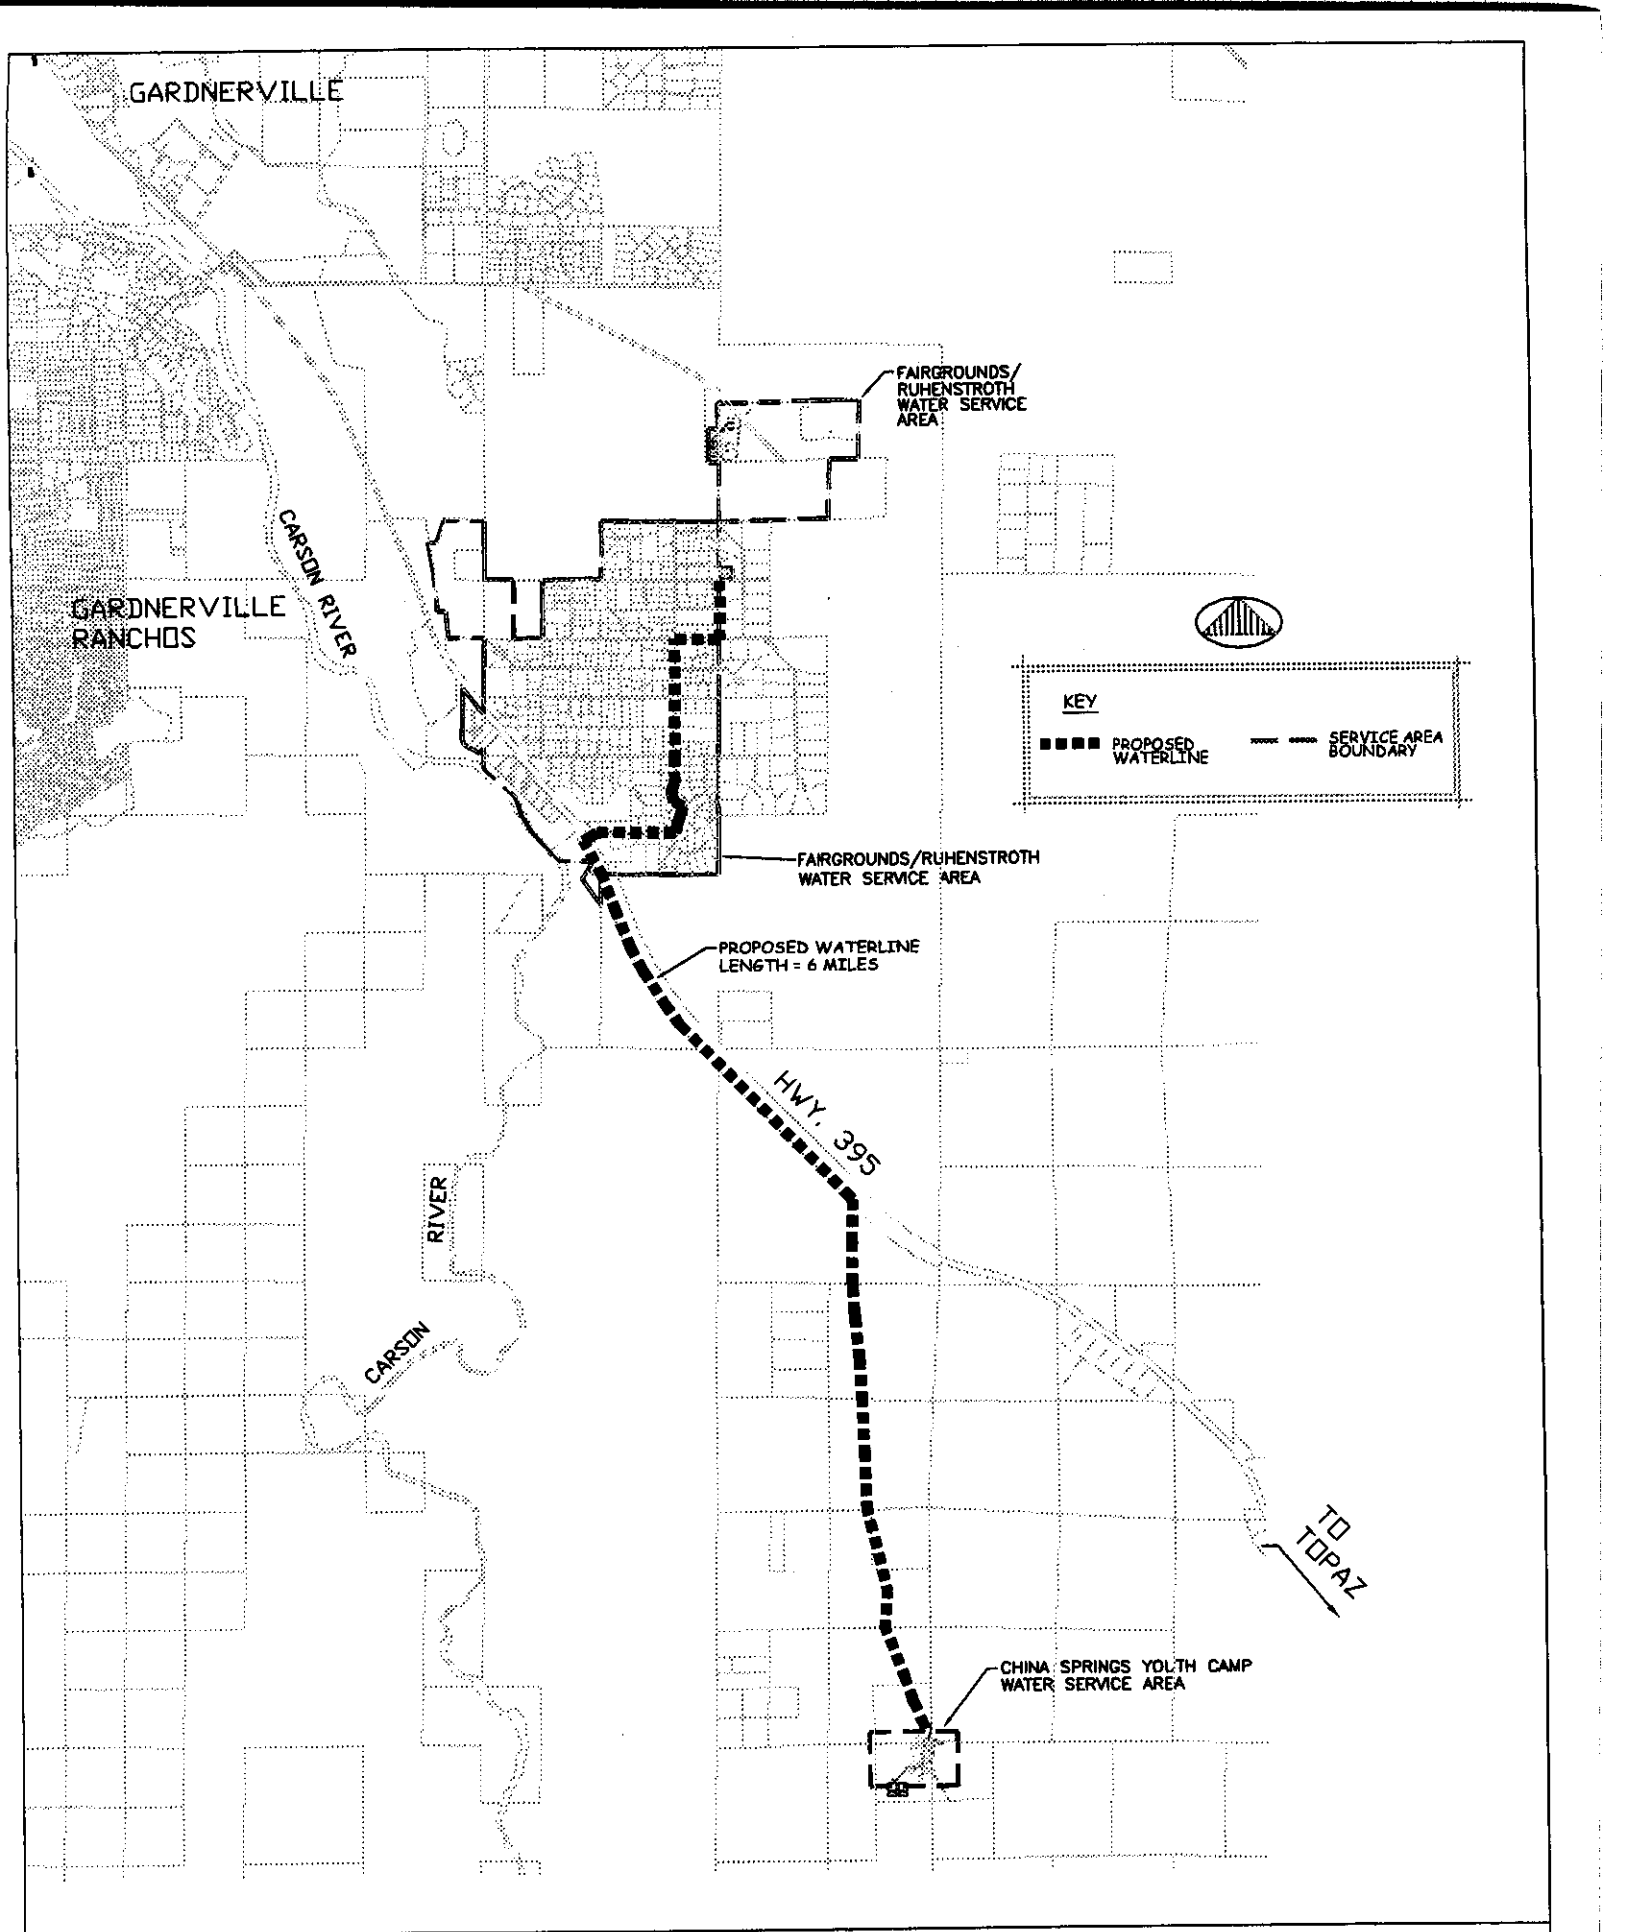 GARDNERVILLE
FAIRGROUNDS/
RUHENSTROTH
WATER SERVICE
AREA
CARSON RIVER
GARDNERVILLE
RANCHOS
KEY
PROPOSED
WATERLINE
SERVICE AREA
BOUNDARY
FAIRGROUNDS/RUHENSTROTH
WATER SERVICE AREA
PROPOSED WATERLINE
LENGTH = 6 MILES
HWY. 395
RIVER
CARSON
TO
TOPAZ
CHINA SPRINGS YOUTH CAMP
WATER SERVICE AREA